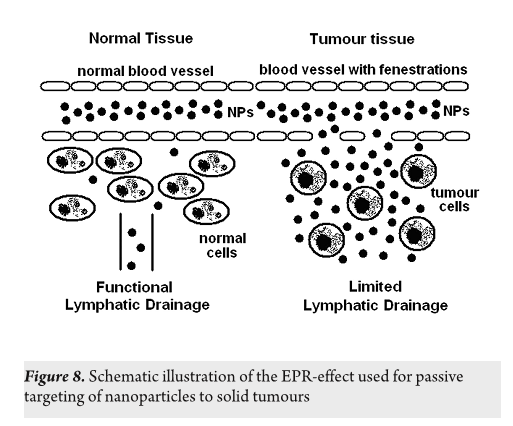 Normal Tissue
Tumour tissue
normal blood vessel
blood vessel with fenestrations
NPs
NPs
tumour
cells
normal
cells
Functional
Lymphatic Drainage
Limited
Lymphatic Drainage
Figure 8. Schematic illustration of the EPR-effect used for passive
targeting of nanoparticles to solid tumours